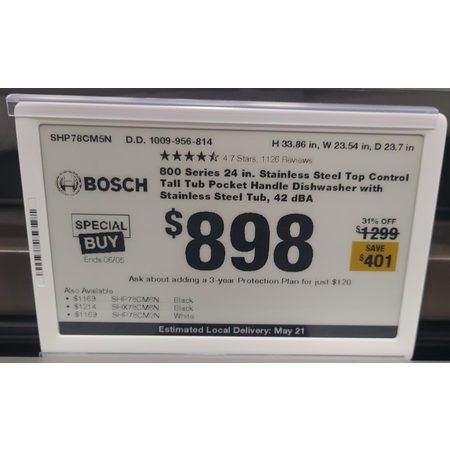 SHP78CM5N D.D. 1009-956-814 H 33.86 in, W 23.54 in, D 23.7 in
4.7 Stars, 1126 Reviews
BOSCH
800 Series 24 in. Stainless Steel Top Control
Tall Tub Pocket Handle Dishwasher with
Stainless Steel Tub, 42 dBA
SPECIAL
BUY
Ends 06/05
$898
31% OFF
$1299
SAVE
$401
Ask about adding a 3-year Protection Plan for just $120
Also Available
• $1169 SHP78CM6N Black
• $1214 SHX78CM6N Black
• $1169 SHP78CM2N White
Estimated Local Delivery: May 21